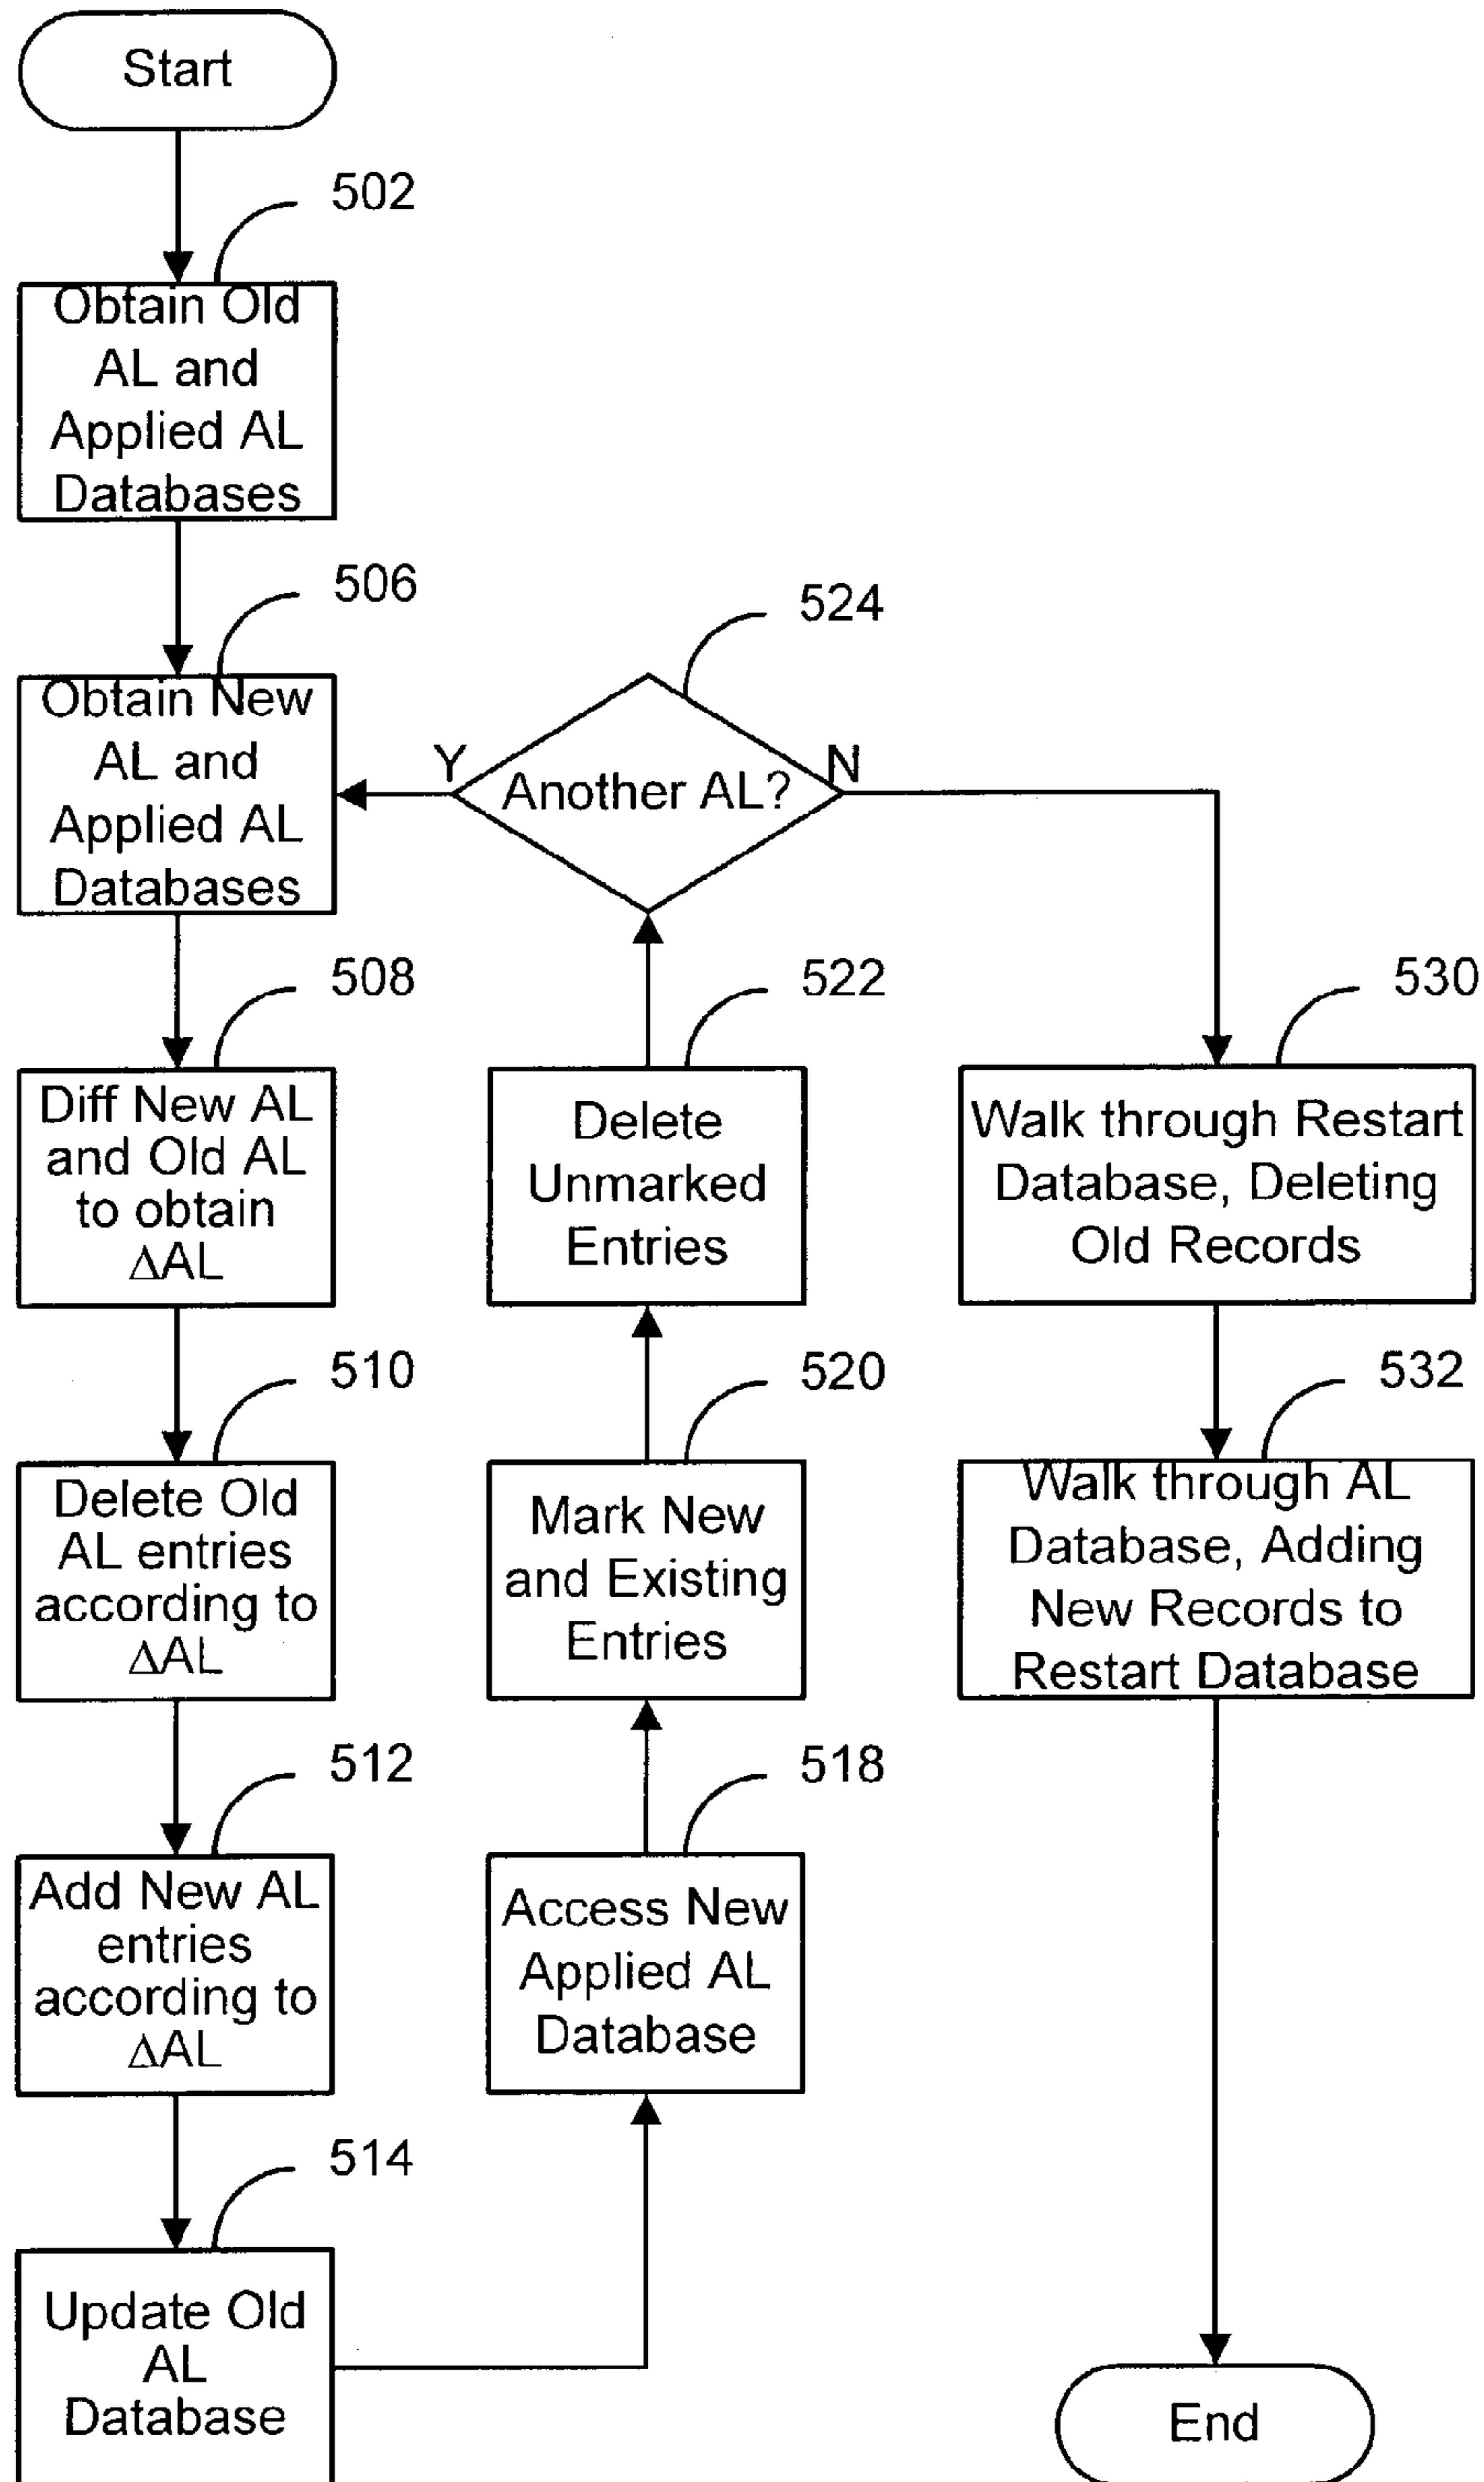 Start
502
Obtain Old
AL and
Applied AL
Databases
506
Obtain New
AL and
Applied AL
Databases
508
Diff New AL
and Old AL
to obtain
ΔAL
510
Delete Old
AL entries
according to
ΔAL
512
Add New AL
entries
according to
ΔAL
514
Update Old
AL
Database
518
Access New
Applied AL
Database
520
Mark New
and Existing
Entries
522
Delete
Unmarked
Entries
524
Another AL?
Y
N
530
Walk through Restart
Database, Deleting
Old Records
532
Walk through AL
Database, Adding
New Records to
Restart Database
End